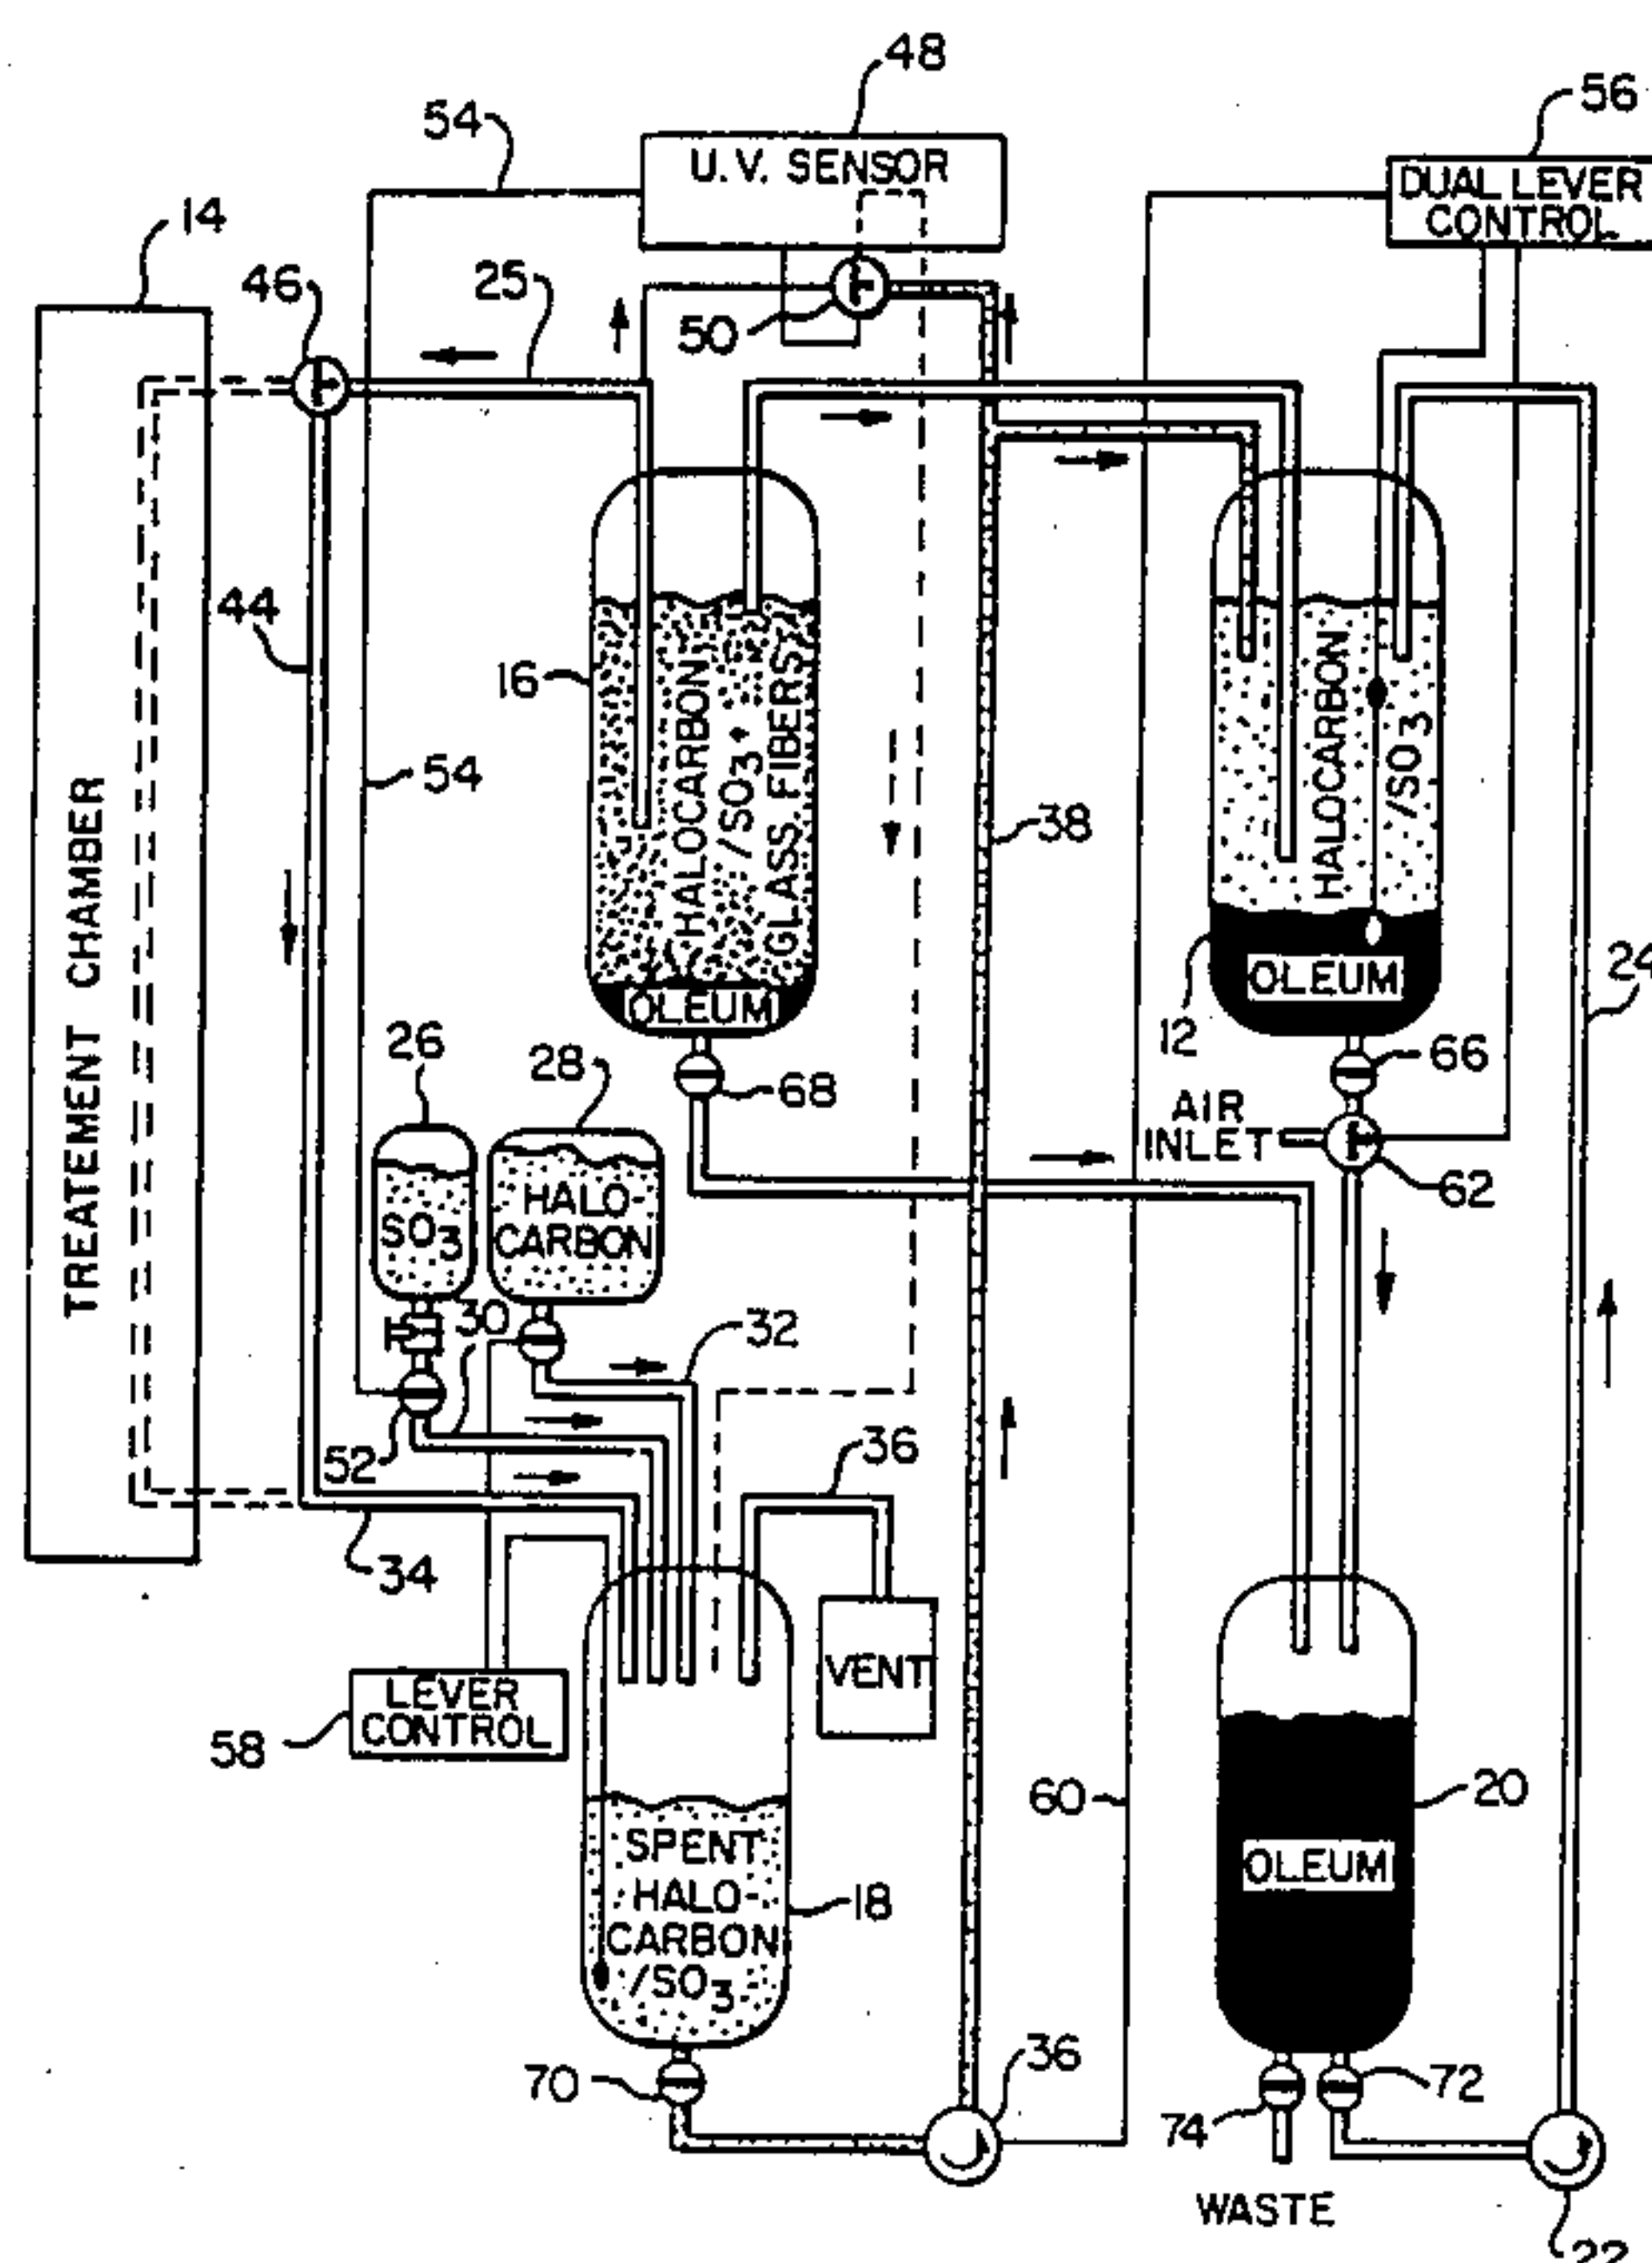 48
54
U.V. SENSOR
56
DUAL LEVER
CONTROL
14
46
25
50
44
16
HALOCARBON
/SO3+
GLASS FIBERS
HALOCARBON
/SO3
54
38
TREATEMENT CHAMBER
OLEUM
OLEUM
24
12
26
28
68
66
AIR
INLET
62
SO3
HALO-
CARBON
30
32
52
36
34
VENT
LEVER
CONTROL
58
60
20
SPENT
HALO-
CARBON
/SO3
OLEUM
18
70
36
74
72
WASTE
22